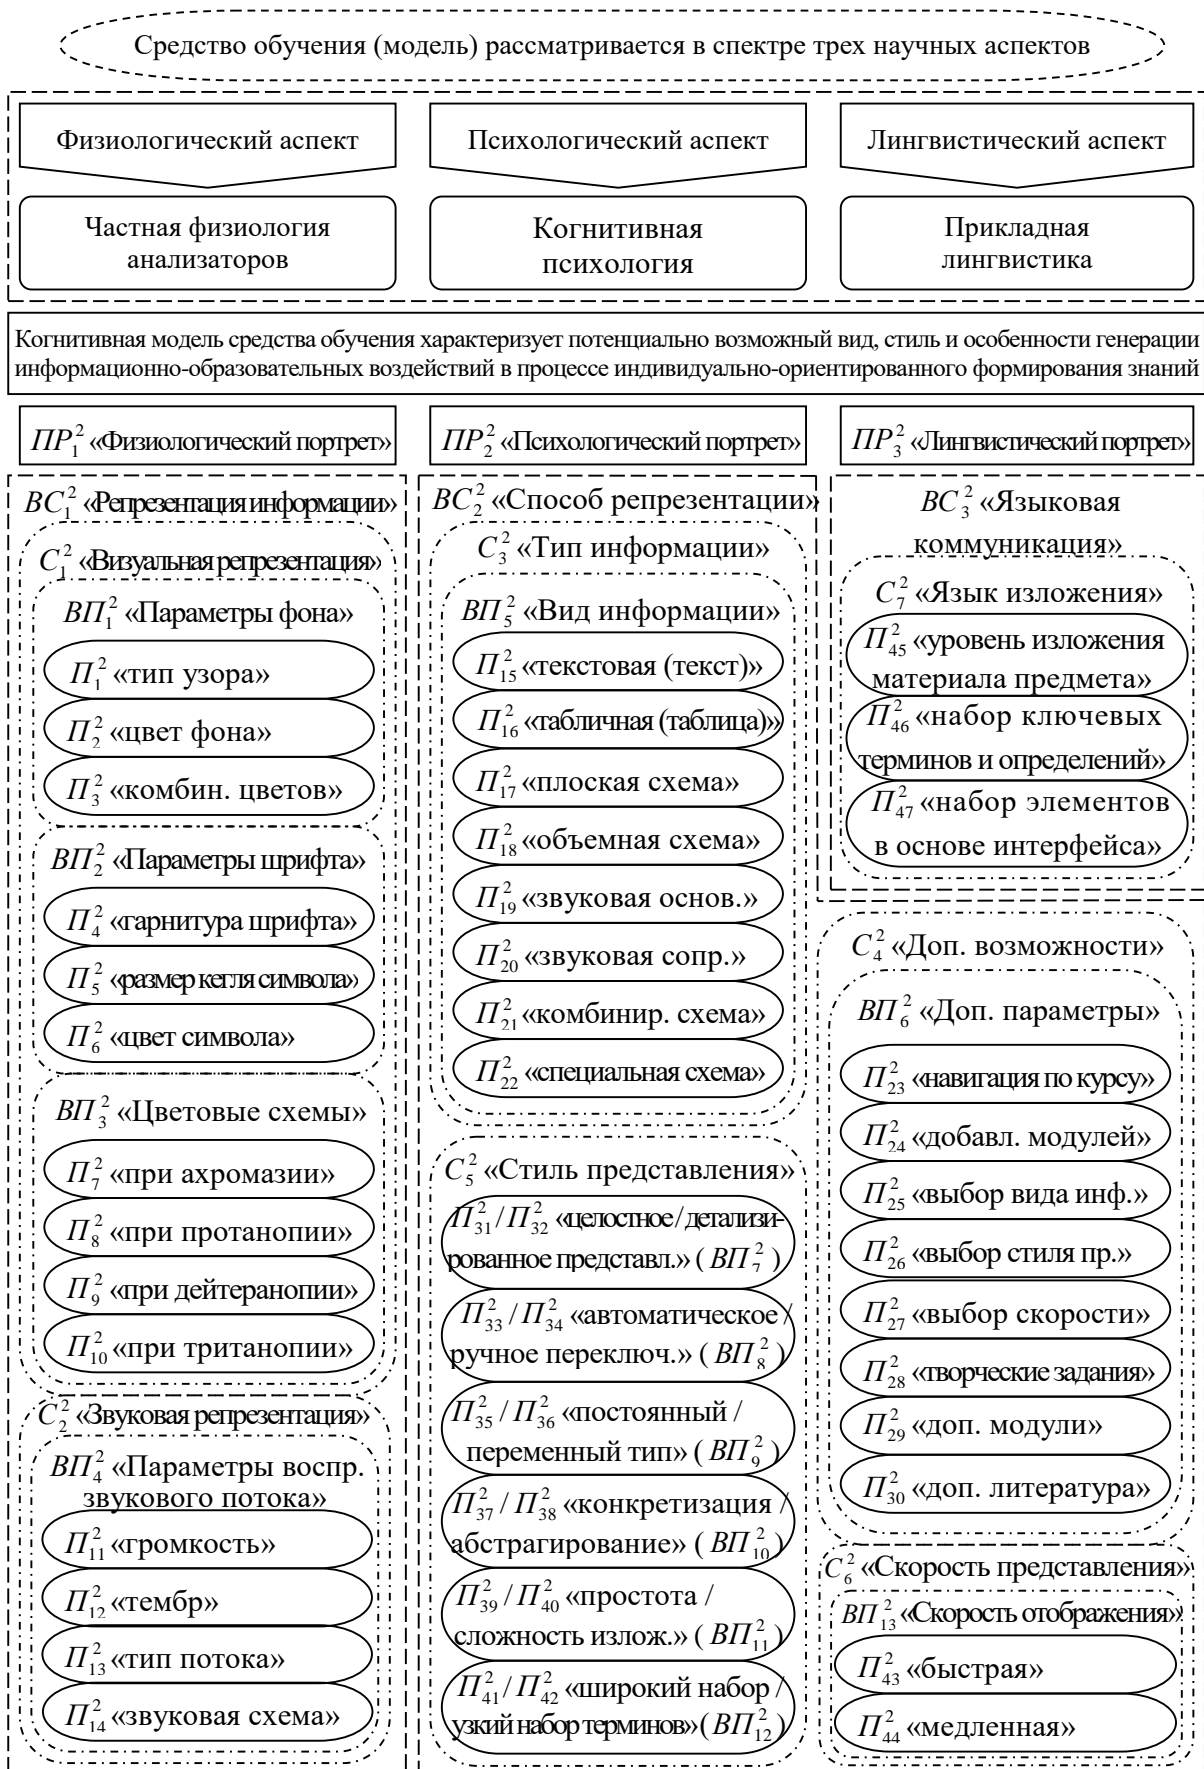 Средство обучения (модель) рассматривается в спектре трех научных аспектов
Физиологический аспект
Частная физиология
анализаторов
Психологический аспект
Когнитивная
психология
Лингвистический аспект
Прикладная
лингвистика
Когнитивная модель средства обучения характеризует потенциально возможный вид, стиль и особенности генерации
информационно-образовательных воздействий в процессе индивидуально-ориентированного формирования знаний
ПР₁² «Физиологический портрет»
ВС₁² «Репрезентация информации»
С₁² «Визуальная репрезентация»
ВП₁² «Параметры фона»
П₁² «тип узора»
П₂² «цвет фона»
П₃² «комбин. цветов»
ВП₂² «Параметры шрифта»
П₄² «гарнитура шрифта»
П₅² «размер кегля символа»
П₆² «цвет символа»
ВП₃² «Цветовые схемы»
П₇² «при ахромазии»
П₈² «при протанопии»
П₉² «при дейтеранопии»
П₁₀² «при тританопии»
С₂² «Звуковая репрезентация»
ВП₄² «Параметры воспр.
звукового потока»
П₁₁² «громкость»
П₁₂² «тембр»
П₁₃² «тип потока»
П₁₄² «звуковая схема»
ПР₂² «Психологический портрет»
ВС₂² «Способ репрезентации»
С₃² «Тип информации»
ВП₅² «Вид информации»
П₁₅² «текстовая (текст)»
П₁₆² «табличная (таблица)»
П₁₇² «плоская схема»
П₁₈² «объемная схема»
П₁₉² «звуковая основ.»
П₂₀² «звуковая сопр.»
П₂₁² «комбинир. схема»
П₂₂² «специальная схема»
С₅² «Стиль представления»
П₃₁² / П₃₂² «целостное / детализи-
рованное представл.» ( ВП₇² )
П₃₃² / П₃₄² «автоматическое /
ручное переключ.» ( ВП₈² )
П₃₅² / П₃₆² «постоянный /
переменный тип» ( ВП₉² )
П₃₇² / П₃₈² «конкретизация /
абстрагирование» ( ВП₁₀² )
П₃₉² / П₄₀² «простота /
сложность излож.» ( ВП₁₁² )
П₄₁² / П₄₂² «широкий набор /
узкий набор терминов» ( ВП₁₂² )
ПР₃² «Лингвистический портрет»
ВС₃² «Языковая
коммуникация»
С₇² «Язык изложения»
П₄₅² «уровень изложения
материала предмета»
П₄₆² «набор ключевых
терминов и определений»
П₄₇² «набор элементов
в основе интерфейса»
С₄² «Доп. возможности»
ВП₆² «Доп. параметры»
П₂₃² «навигация по курсу»
П₂₄² «добавл. модулей»
П₂₅² «выбор вида инф.»
П₂₆² «выбор стиля пр.»
П₂₇² «выбор скорости»
П₂₈² «творческие задания»
П₂₉² «доп. модули»
П₃₀² «доп. литература»
С₆² «Скорость представления»
ВП₁₃² «Скорость отображения»
П₄₃² «быстрая»
П₄₄² «медленная»